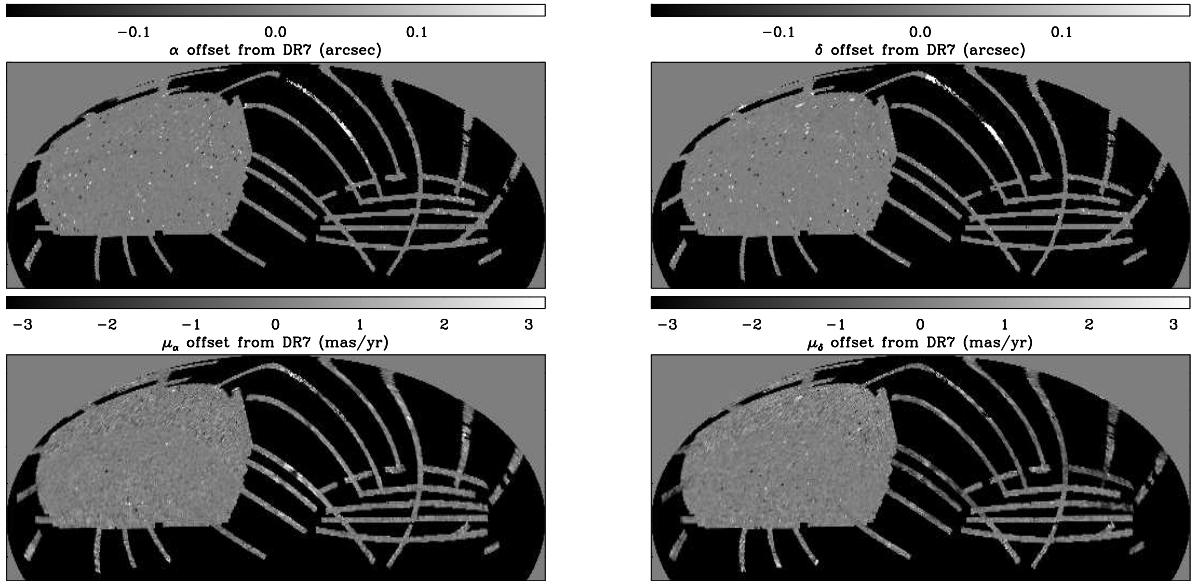 −0.1 0.0 0.1
α offset from DR7 (arcsec)
−0.1 0.0 0.1
δ offset from DR7 (arcsec)
−3 −2 −1 0 1 2 3
μα offset from DR7 (mas/yr)
−3 −2 −1 0 1 2 3
μδ offset from DR7 (mas/yr)